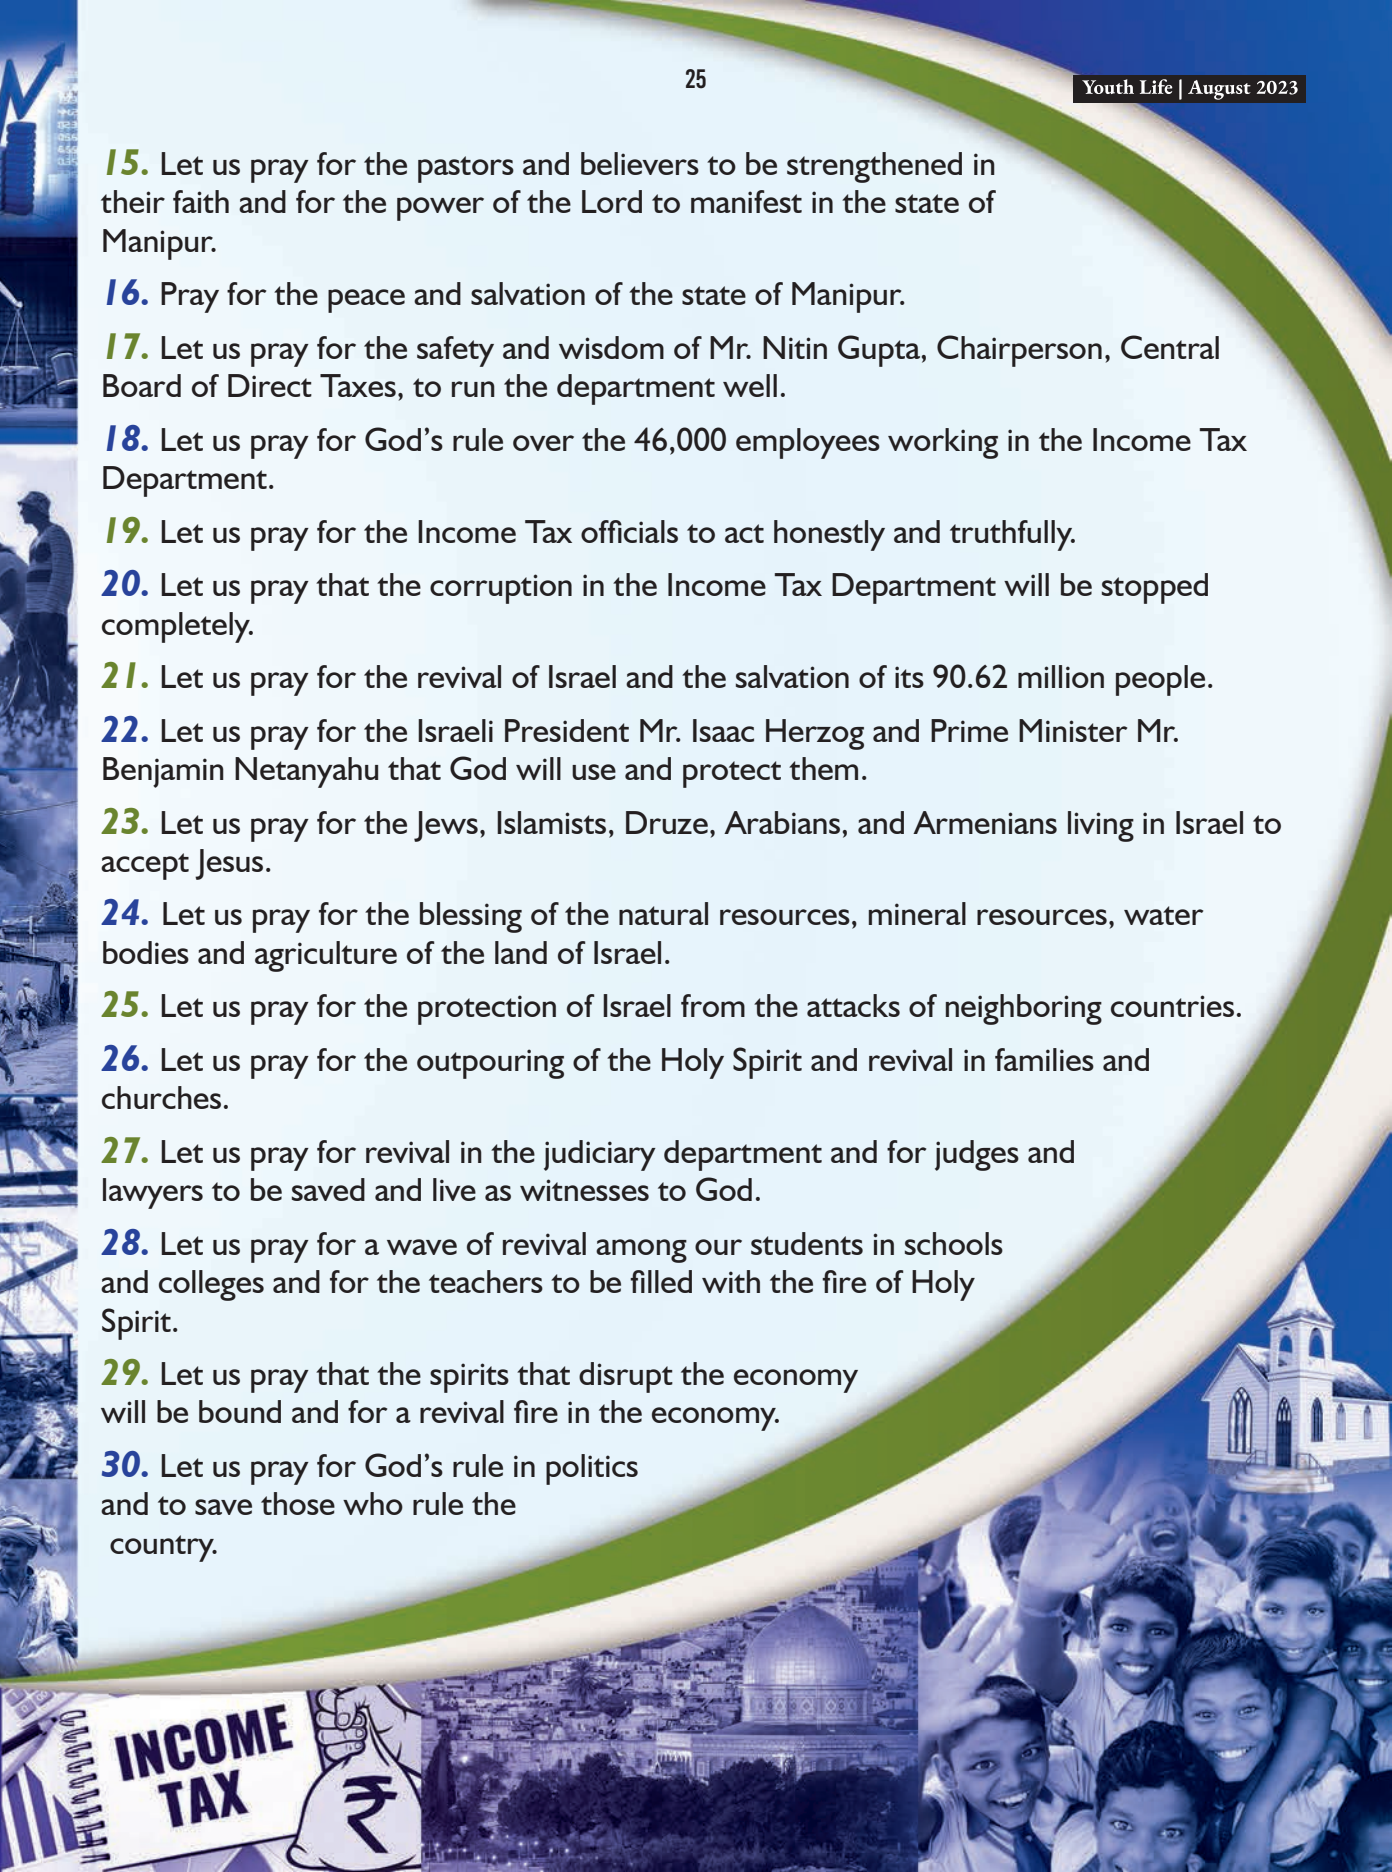 25
Youth Life | August 2023
15. Let us pray for the pastors and believers to be strengthened in
their faith and for the power of the Lord to manifest in the state of
Manipur.
16. Pray for the peace and salvation of the state of Manipur.
17. Let us pray for the safety and wisdom of Mr. Nitin Gupta, Chairperson, Central
Board of Direct Taxes, to run the department well.
18. Let us pray for God’s rule over the 46,000 employees working in the Income Tax
Department.
19. Let us pray for the Income Tax officials to act honestly and truthfully.
20. Let us pray that the corruption in the Income Tax Department will be stopped
completely.
21. Let us pray for the revival of Israel and the salvation of its 90.62 million people.
22. Let us pray for the Israeli President Mr. Isaac Herzog and Prime Minister Mr.
Benjamin Netanyahu that God will use and protect them.
23. Let us pray for the Jews, Islamists, Druze, Arabians, and Armenians living in Israel to
accept Jesus.
24. Let us pray for the blessing of the natural resources, mineral resources, water
bodies and agriculture of the land of Israel.
25. Let us pray for the protection of Israel from the attacks of neighboring countries.
26. Let us pray for the outpouring of the Holy Spirit and revival in families and
churches.
27. Let us pray for revival in the judiciary department and for judges and
lawyers to be saved and live as witnesses to God.
28. Let us pray for a wave of revival among our students in schools
and colleges and for the teachers to be filled with the fire of Holy
Spirit.
29. Let us pray that the spirits that disrupt the economy
will be bound and for a revival fire in the economy.
30. Let us pray for God’s rule in politics
and to save those who rule the
country.
INCOME
TAX
₹